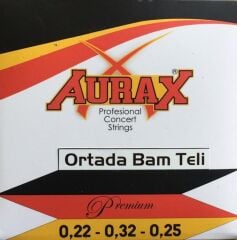 AURAX®
Profesional
Concert
Strings
Ortada Bam Teli
Premium
0,22 - 0,32 - 0,25